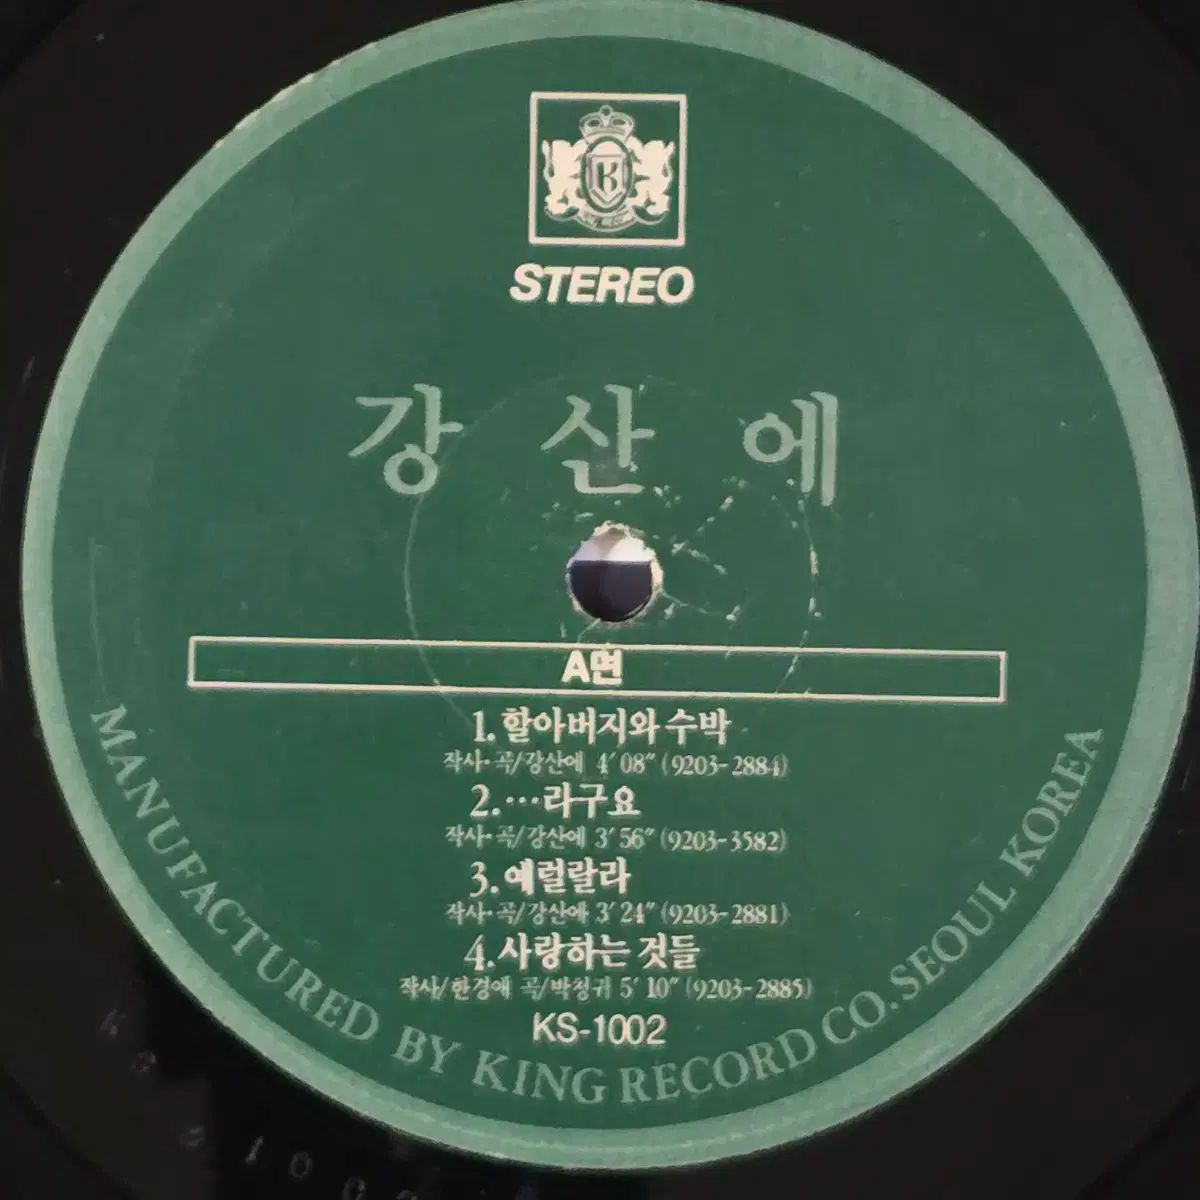 K
STEREO
강산에
A면
1. 할아버지와 수박
작사·곡/강산에 4′08″ (9203-2884)
2. …라구요
작사·곡/강산에 3′56″ (9203-3582)
3. 예럴랄라
작사·곡/강산에 3′24″ (9203-2881)
4. 사랑하는 것들
작사/한경애 곡/박정귀 5′10″ (9203-2885)
KS-1002
MANUFACTURED BY KING RECORD CO. SEOUL KOREA